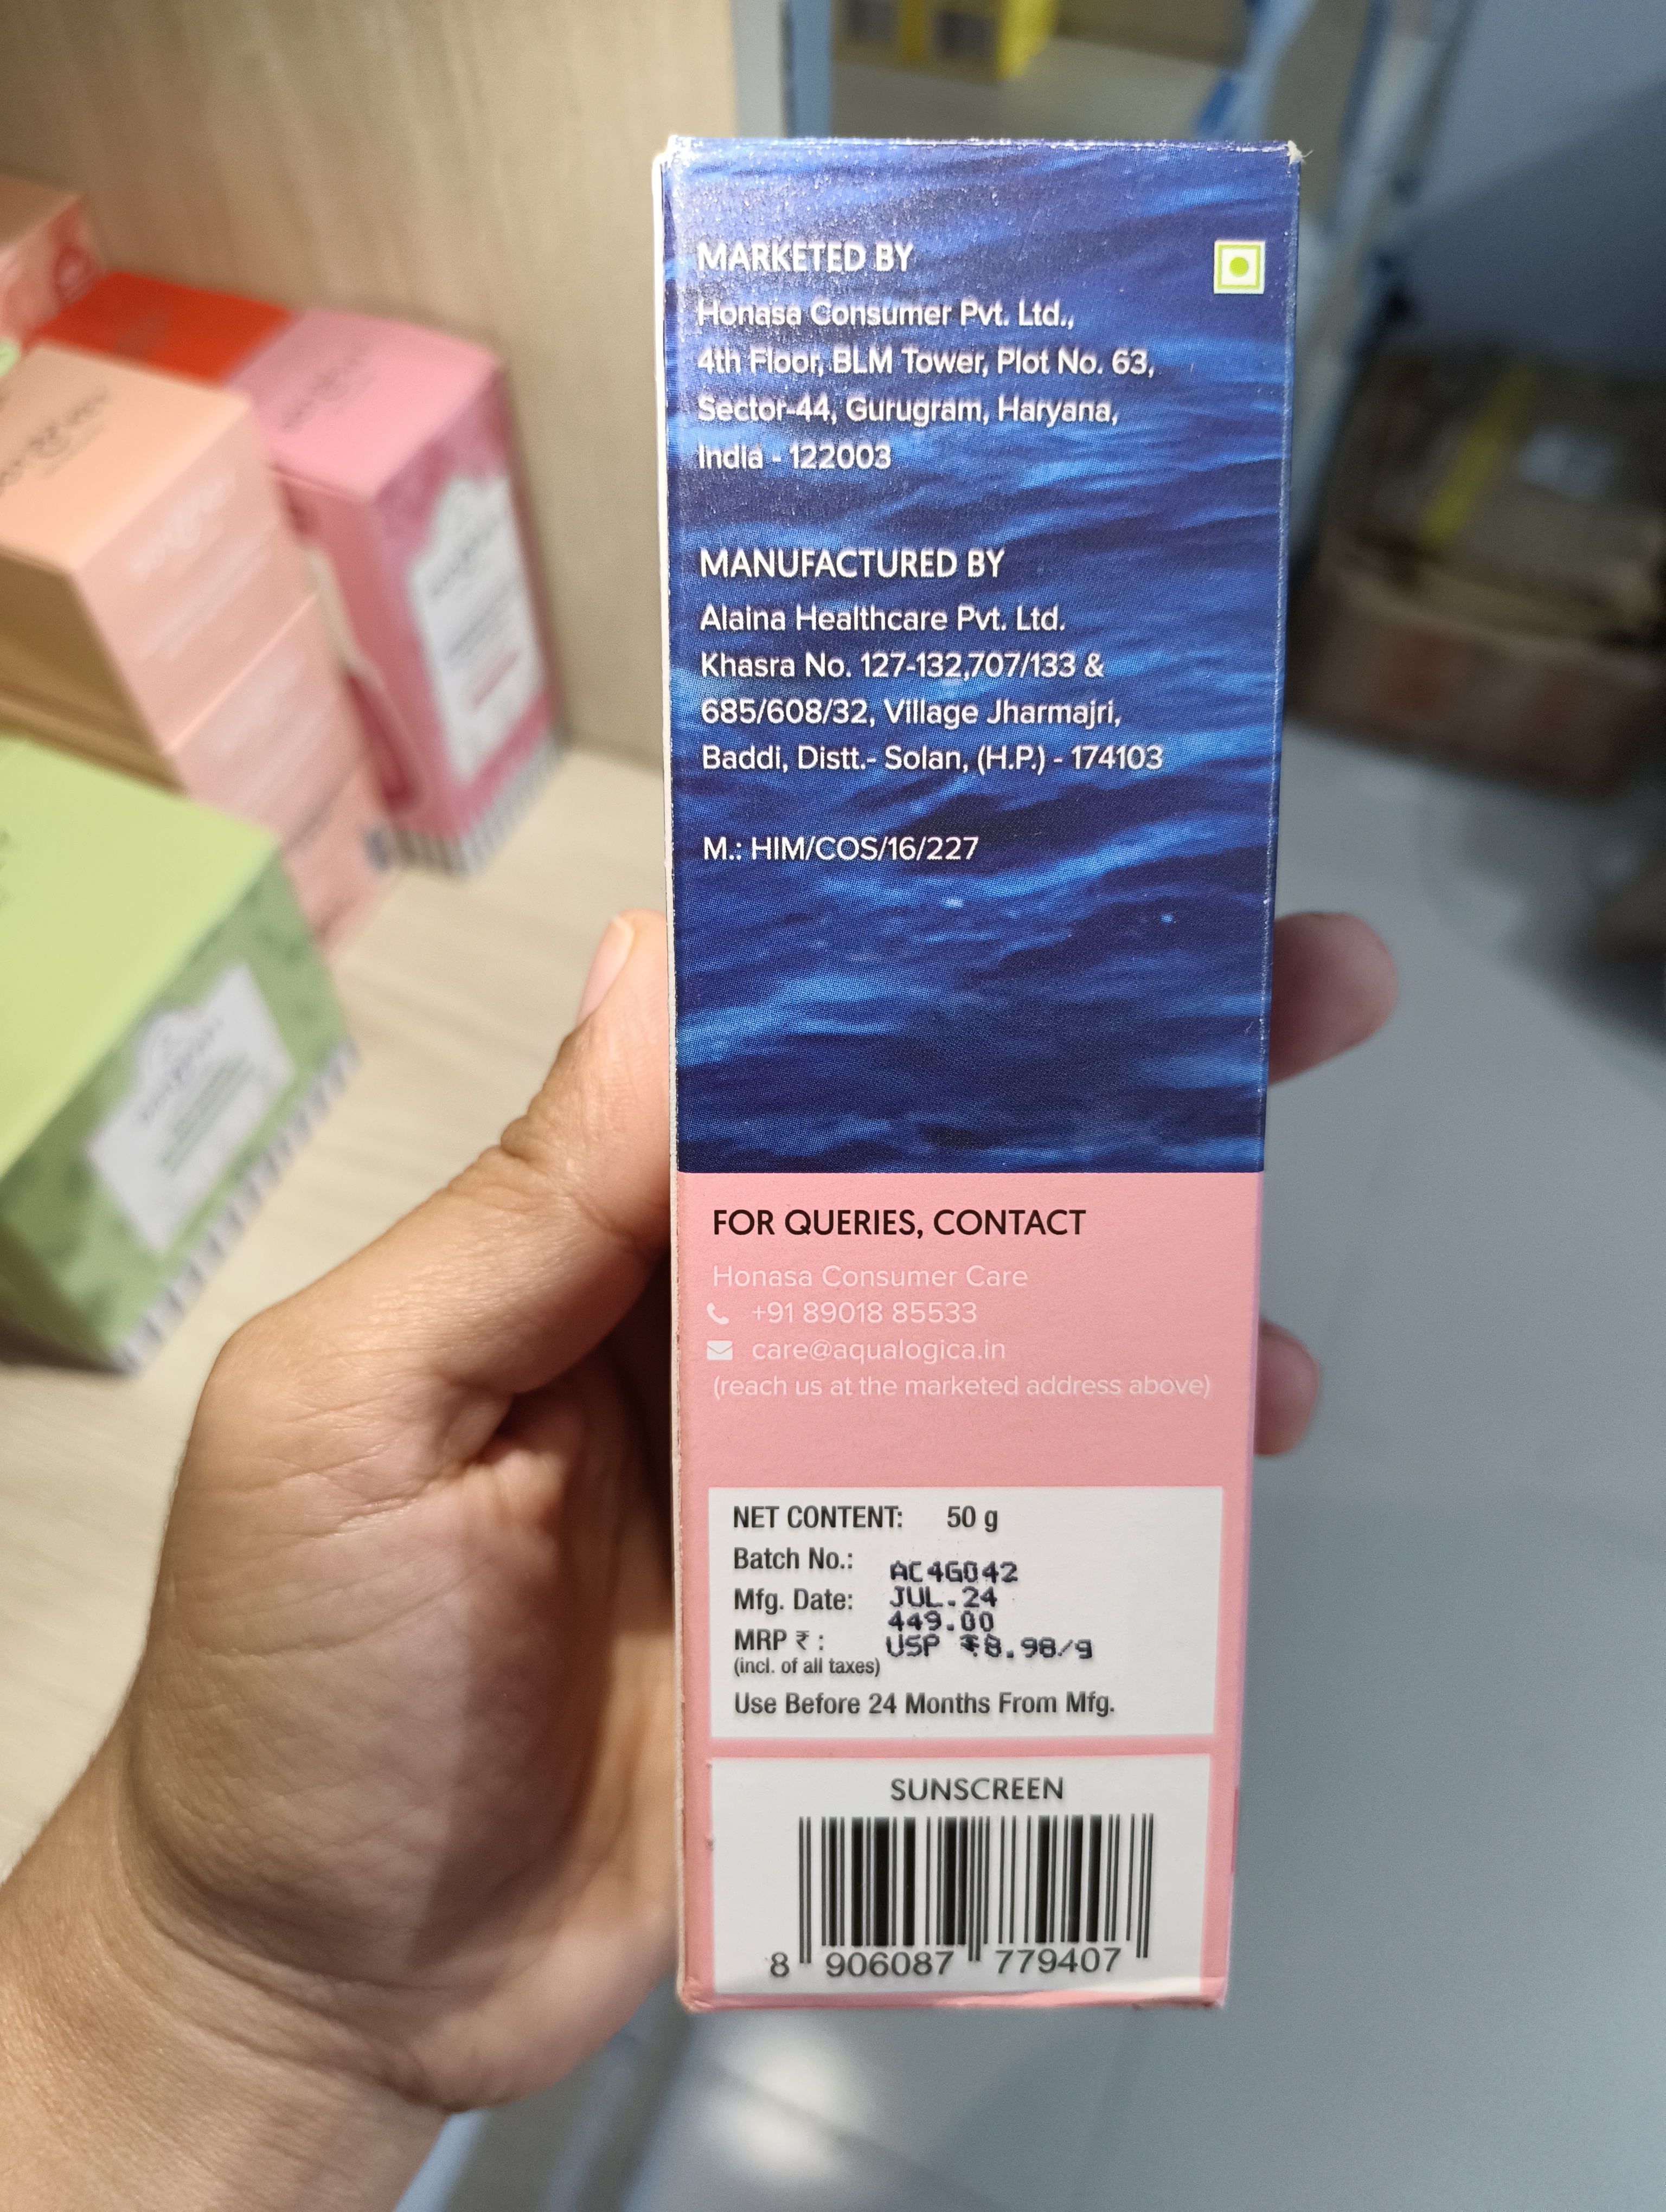 MARKETED BY
Honasa Consumer Pvt. Ltd.,
4th Floor, BLM Tower, Plot No. 63,
Sector-44, Gurugram, Haryana,
India - 122003
MANUFACTURED BY
Alaina Healthcare Pvt. Ltd.
Khasra No. 127-132,707/133 &
685/608/32, Village Jharmajri,
Baddi, Distt.- Solan, (H.P.) - 174103
M.: HIM/COS/16/227
FOR QUERIES, CONTACT
Honasa Consumer Care
+91 89018 85533
care@aqualogica.in
(reach us at the marketed address above)
NET CONTENT: 50 g
Batch No.: AC4G042
Mfg. Date: JUL.24
MRP ₹ : 449.00
(incl. of all taxes) USP ₹8.98/g
Use Before 24 Months From Mfg.
SUNSCREEN
8 906087 779407